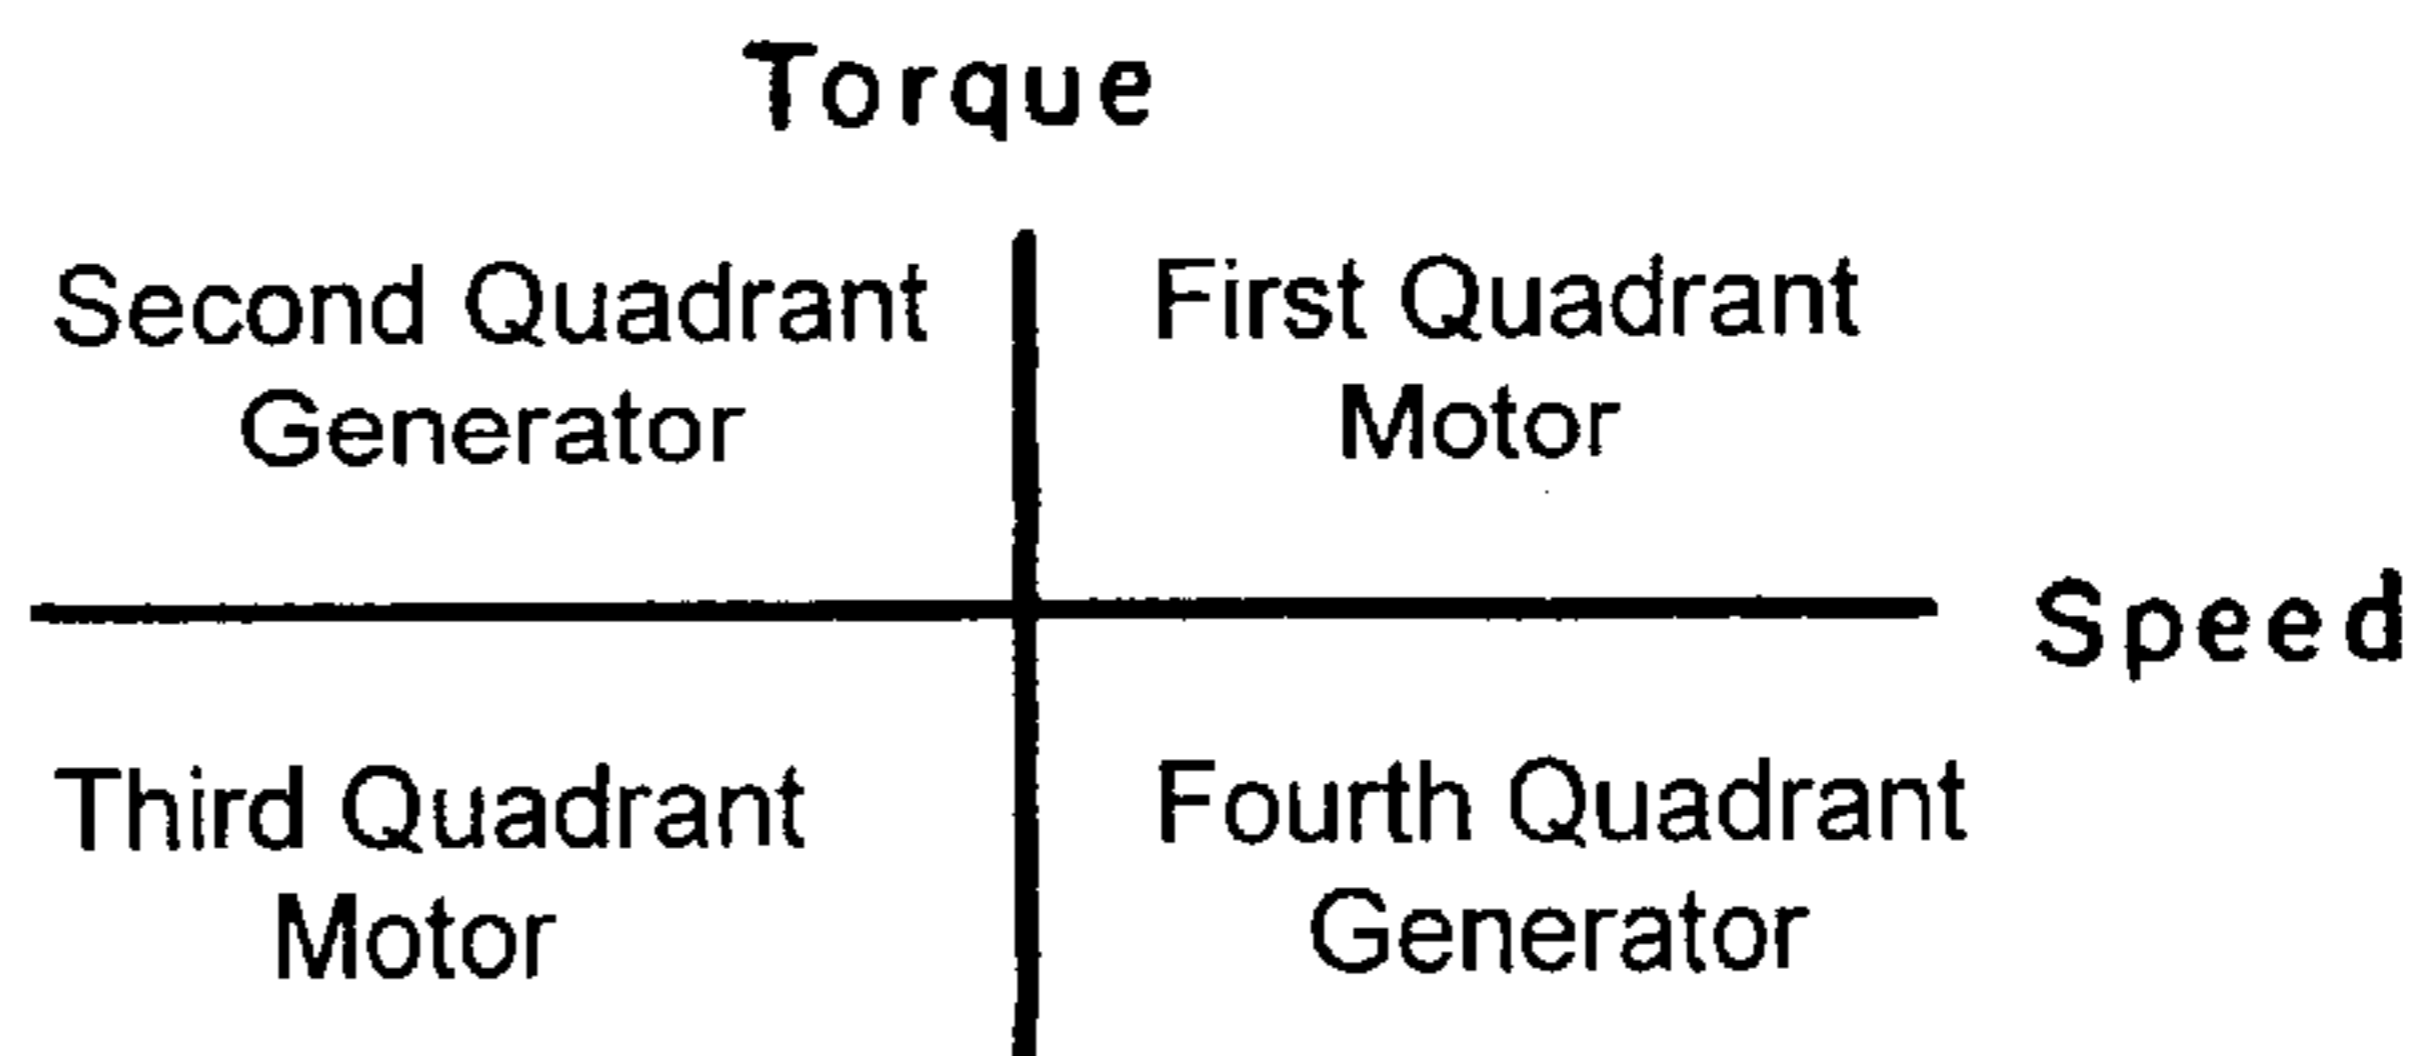 Torque
Second Quadrant
Generator
First Quadrant
Motor
Speed
Third Quadrant
Motor
Fourth Quadrant
Generator